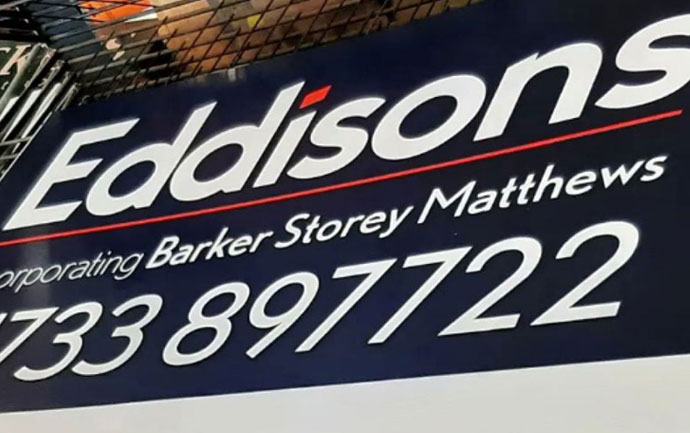 Eddisons
orporating Barker Storey Matthews
733 897722